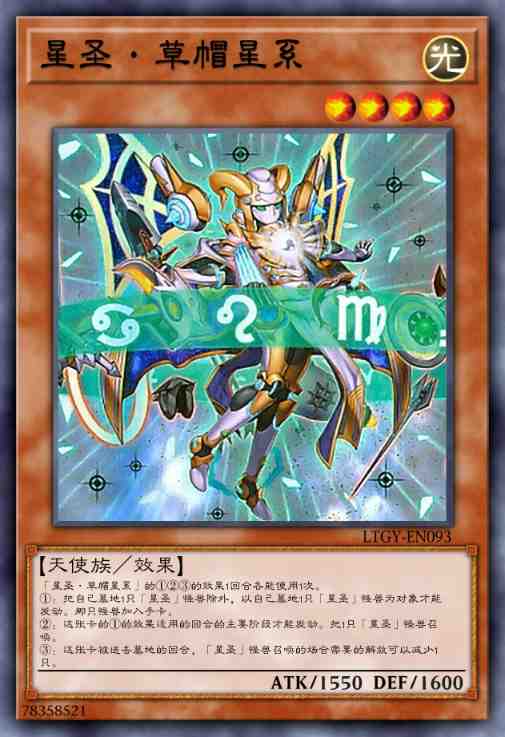 星圣·草帽星系
光
LTGY-EN093
【天使族／效果】
「星圣·草帽星系」的①②③的效果1回合各能使用1次。
①：把自己墓地1只「星圣」怪兽除外，以自己墓地1只「星圣」怪兽为对象才能
发动。那只怪兽加入手卡。
②：这张卡的①的效果适用的回合的主要阶段才能发动。把1只「星圣」怪兽召
唤。
③：这张卡被送去墓地的回合，「星圣」怪兽召唤的场合需要的解放可以减少1
只。
ATK/1550 DEF/1600
78358521